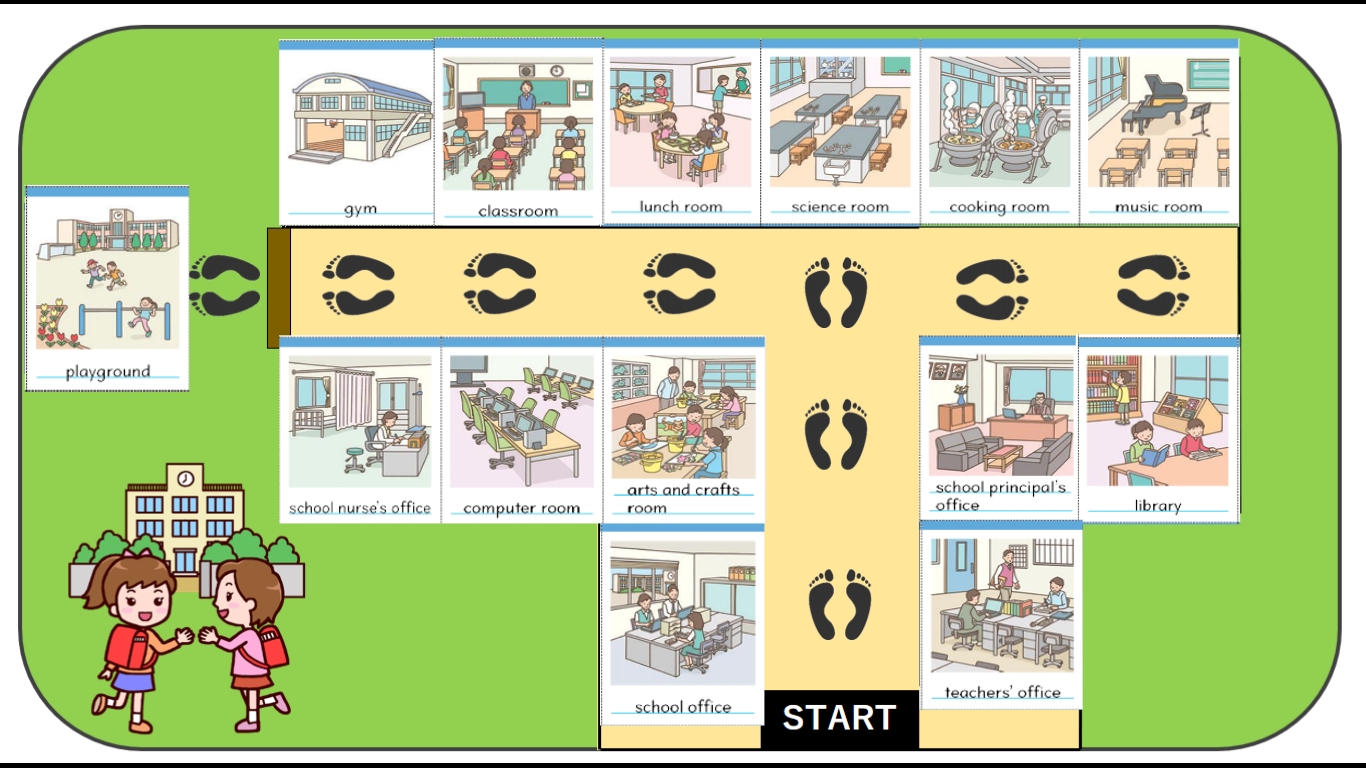 gym
classroom
lunch room
science room
cooking room
music room
playground
school nurse's office
computer room
arts and crafts
room
school principal's
office
library
school office
teachers' office
START